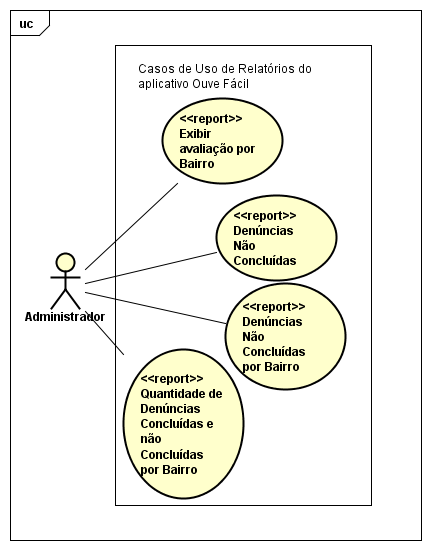 uc
Casos de Uso de Relatórios do
aplicativo Ouve Fácil
<<report>>
Exibir
avaliação por
Bairro
<<report>>
Denúncias
Não
Concluídas
<<report>>
Denúncias
Não
Concluídas
por Bairro
Administrador
<<report>>
Quantidade de
Denúncias
Concluídas e
não
Concluídas
por Bairro